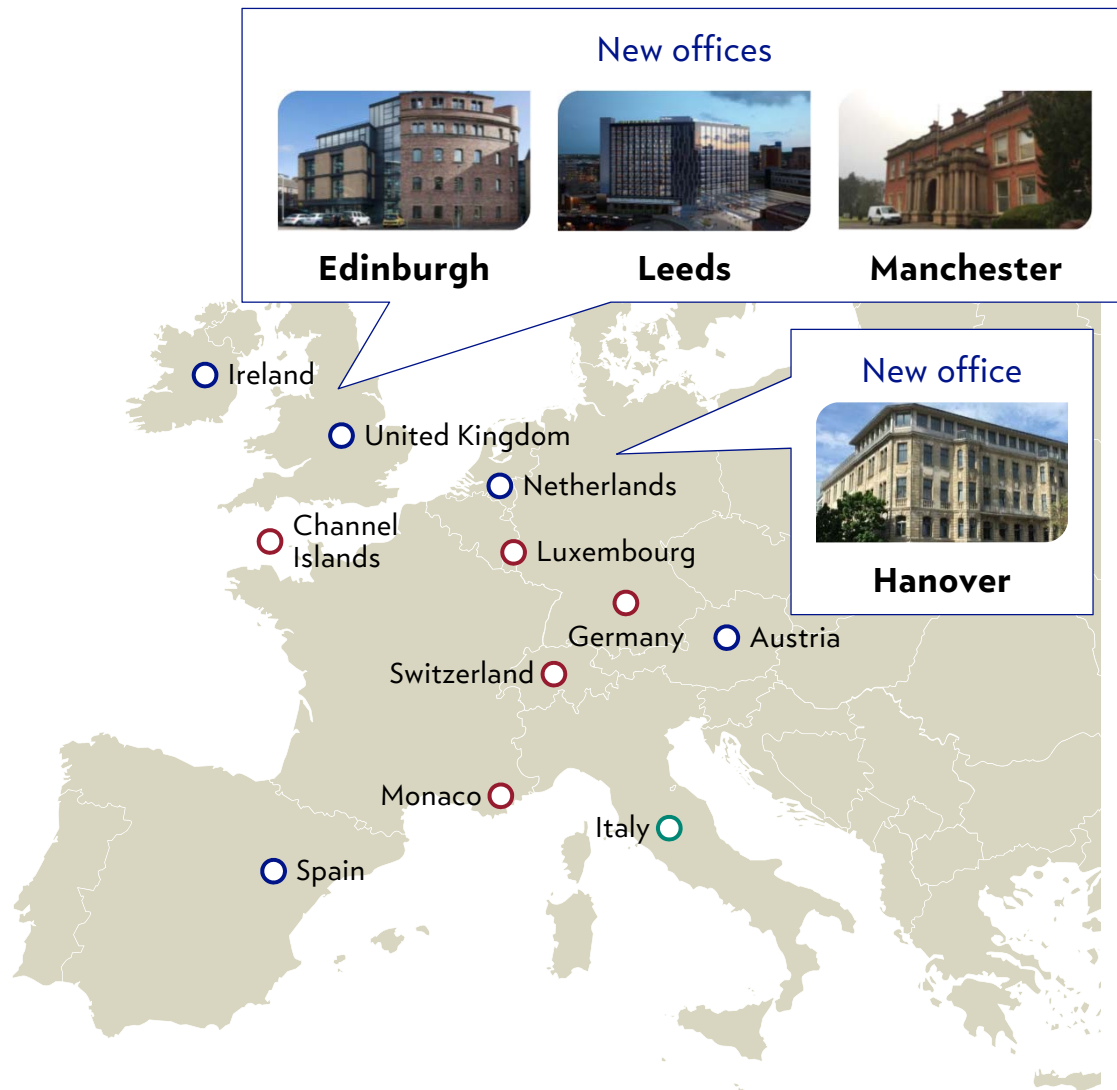 New offices
Edinburgh
Leeds
Manchester
New office
Hanover
Ireland
United Kingdom
Netherlands
Channel
Islands
Luxembourg
Germany
Austria
Switzerland
Monaco
Italy
Spain